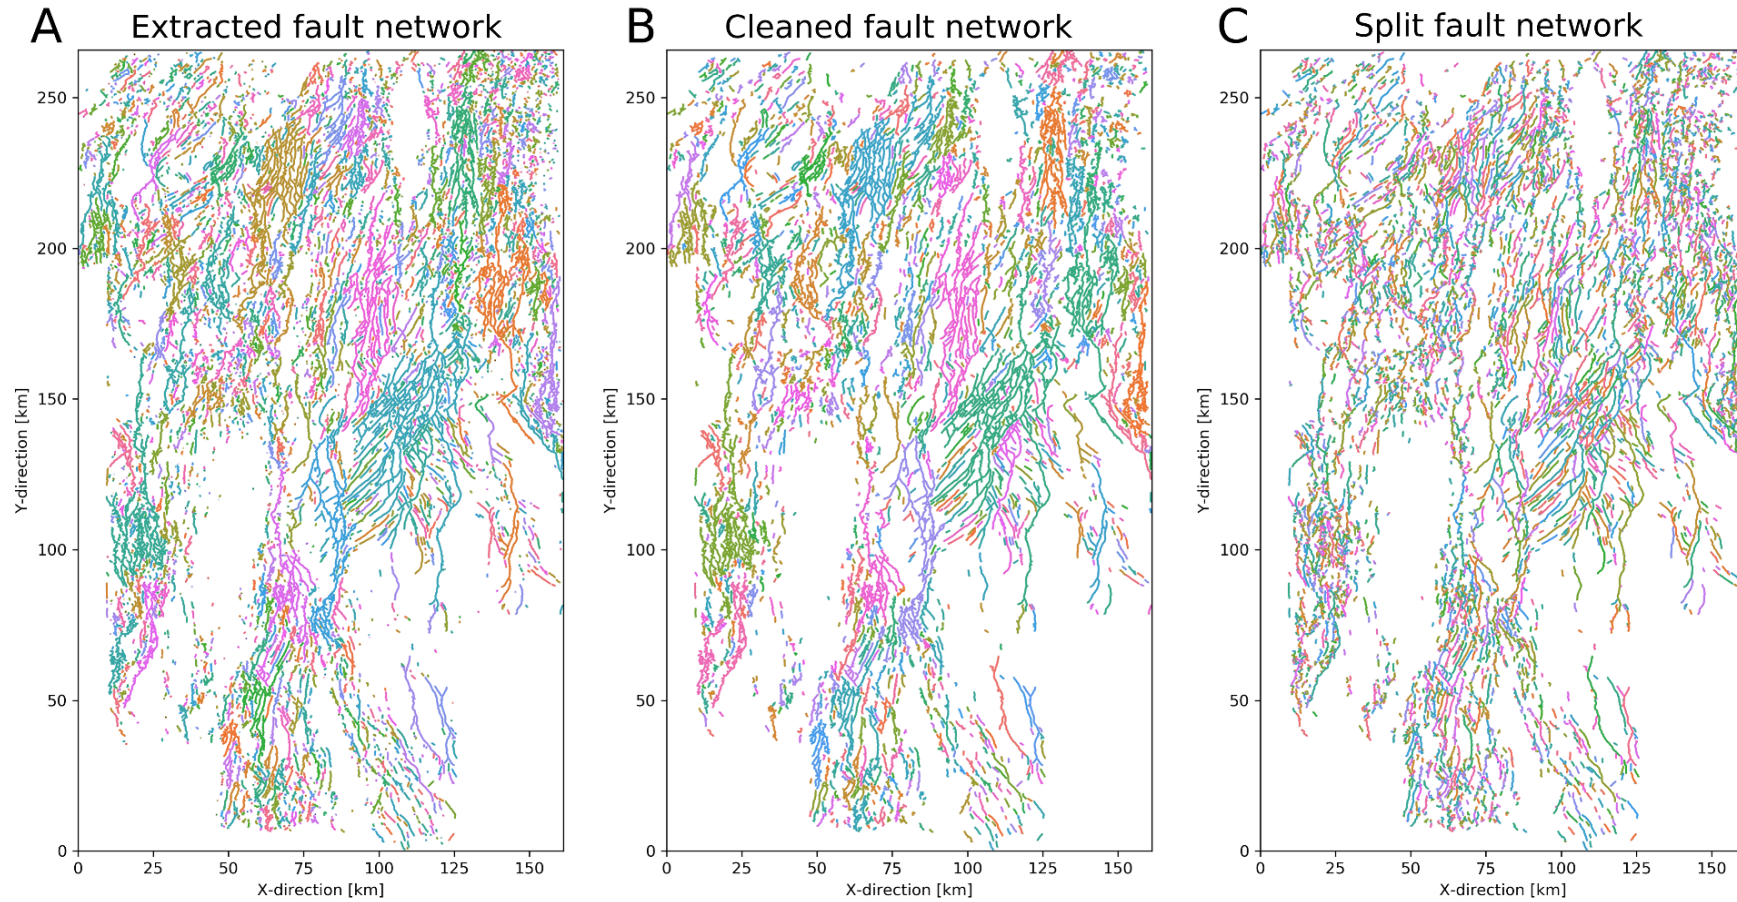 A Extracted fault network
250
200
150
100
50
0
0 25 50 75 100 125 150
X-direction [km]
Y-direction [km]
B Cleaned fault network
250
200
150
100
50
0
0 25 50 75 100 125 150
X-direction [km]
Y-direction [km]
C Split fault network
250
200
150
100
50
0
0 25 50 75 100 125 150
X-direction [km]
Y-direction [km]